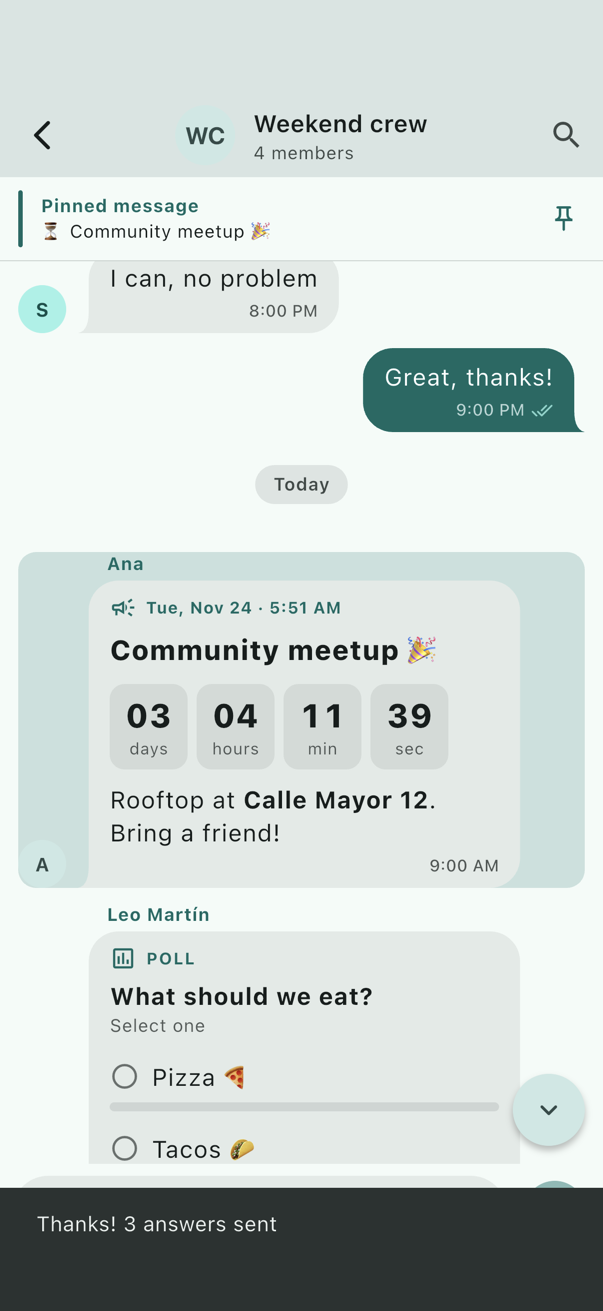 WC
Weekend crew
4 members
Pinned message
⏳ Community meetup 🎉
I can, no problem
8:00 PM
S
Great, thanks!
9:00 PM
Today
Ana
Tue, Nov 24 · 5:51 AM
Community meetup 🎉
03 04 11 39
days hours min sec
Rooftop at Calle Mayor 12.
Bring a friend!
9:00 AM
A
Leo Martín
POLL
What should we eat?
Select one
Pizza 🍕
Tacos 🌮
Thanks! 3 answers sent